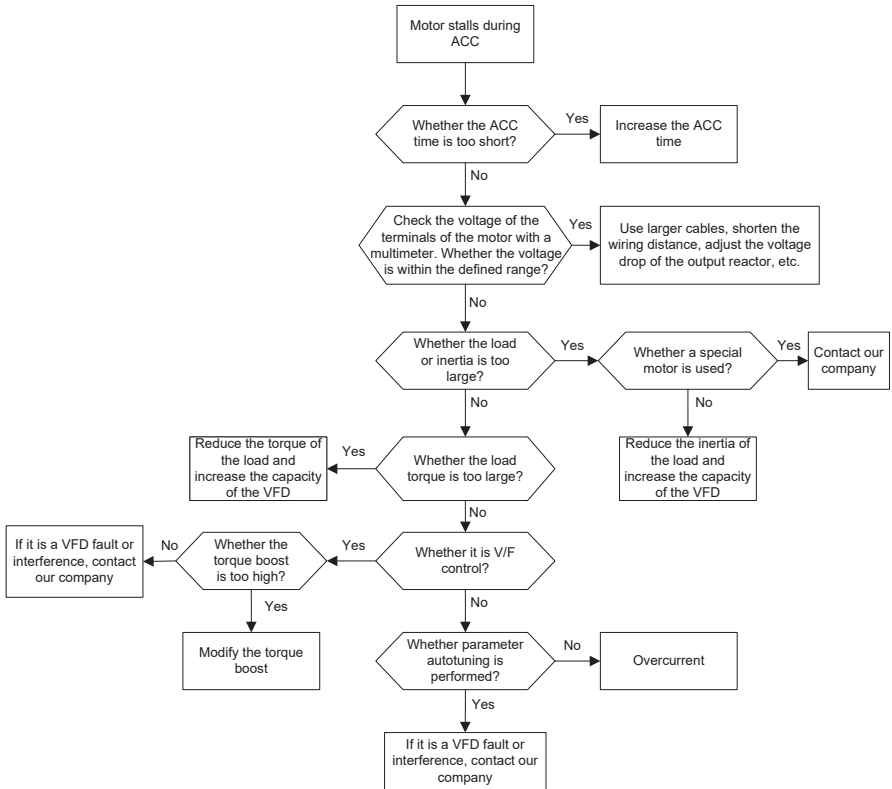 Motor stalls during
ACC
Whether the ACC
time is too short?
Yes
Increase the ACC
time
No
Check the voltage of the
terminals of the motor with a
multimeter. Whether the voltage
is within the defined range?
Yes
Use larger cables, shorten the
wiring distance, adjust the voltage
drop of the output reactor, etc.
No
Whether the load
or inertia is too
large?
Yes
Whether a special
motor is used?
Yes
Contact our
company
No
No
Reduce the inertia of
the load and
increase the capacity
of the VFD
Reduce the torque of
the load and
increase the capacity
of the VFD
Yes
Whether the load
torque is too large?
No
If it is a VFD fault or
interference, contact
our company
No
Whether the
torque boost
is too high?
Yes
Whether it is V/F
control?
Yes
No
Modify the torque
boost
Whether parameter
autotuning is
performed?
No
Overcurrent
Yes
If it is a VFD fault or
interference, contact our
company